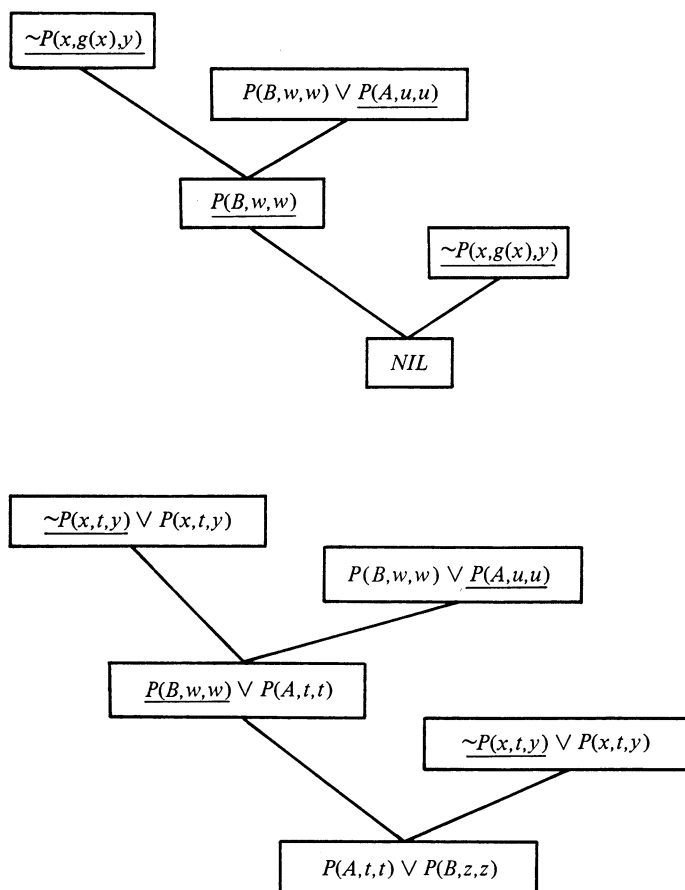 ~P(x,g(x),y)
P(B,w,w) ∨ P(A,u,u)
P(B,w,w)
~P(x,g(x),y)
NIL
~P(x,t,y) ∨ P(x,t,y)
P(B,w,w) ∨ P(A,u,u)
P(B,w,w) ∨ P(A,t,t)
~P(x,t,y) ∨ P(x,t,y)
P(A,t,t) ∨ P(B,z,z)